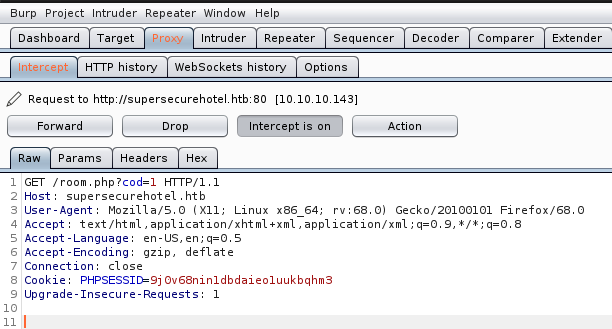 Burp Project Intruder Repeater Window Help
Dashboard Target Proxy Intruder Repeater Sequencer Decoder Comparer Extender
Intercept HTTP history WebSockets history Options
Request to http://supersecurehotel.htb:80 [10.10.10.143]
Forward Drop Intercept is on Action
Raw Params Headers Hex
1 GET /room.php?cod=1 HTTP/1.1
2 Host: supersecurehotel.htb
3 User-Agent: Mozilla/5.0 (X11; Linux x86_64; rv:68.0) Gecko/20100101 Firefox/68.0
4 Accept: text/html,application/xhtml+xml,application/xml;q=0.9,*/*;q=0.8
5 Accept-Language: en-US,en;q=0.5
6 Accept-Encoding: gzip, deflate
7 Connection: close
8 Cookie: PHPSESSID=9j0v68nin1dbdaieo1uukbqhm3
9 Upgrade-Insecure-Requests: 1
10
11